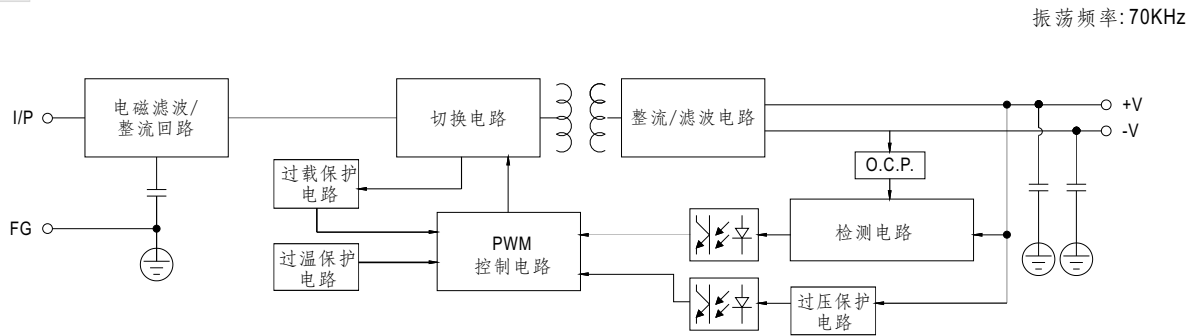 振荡频率: 70KHz
I/P
电磁滤波/
整流回路
切换电路
整流/滤波电路
+V
-V
O.C.P.
过载保护
电路
FG
PWM
控制电路
检测电路
过温保护
电路
过压保护
电路